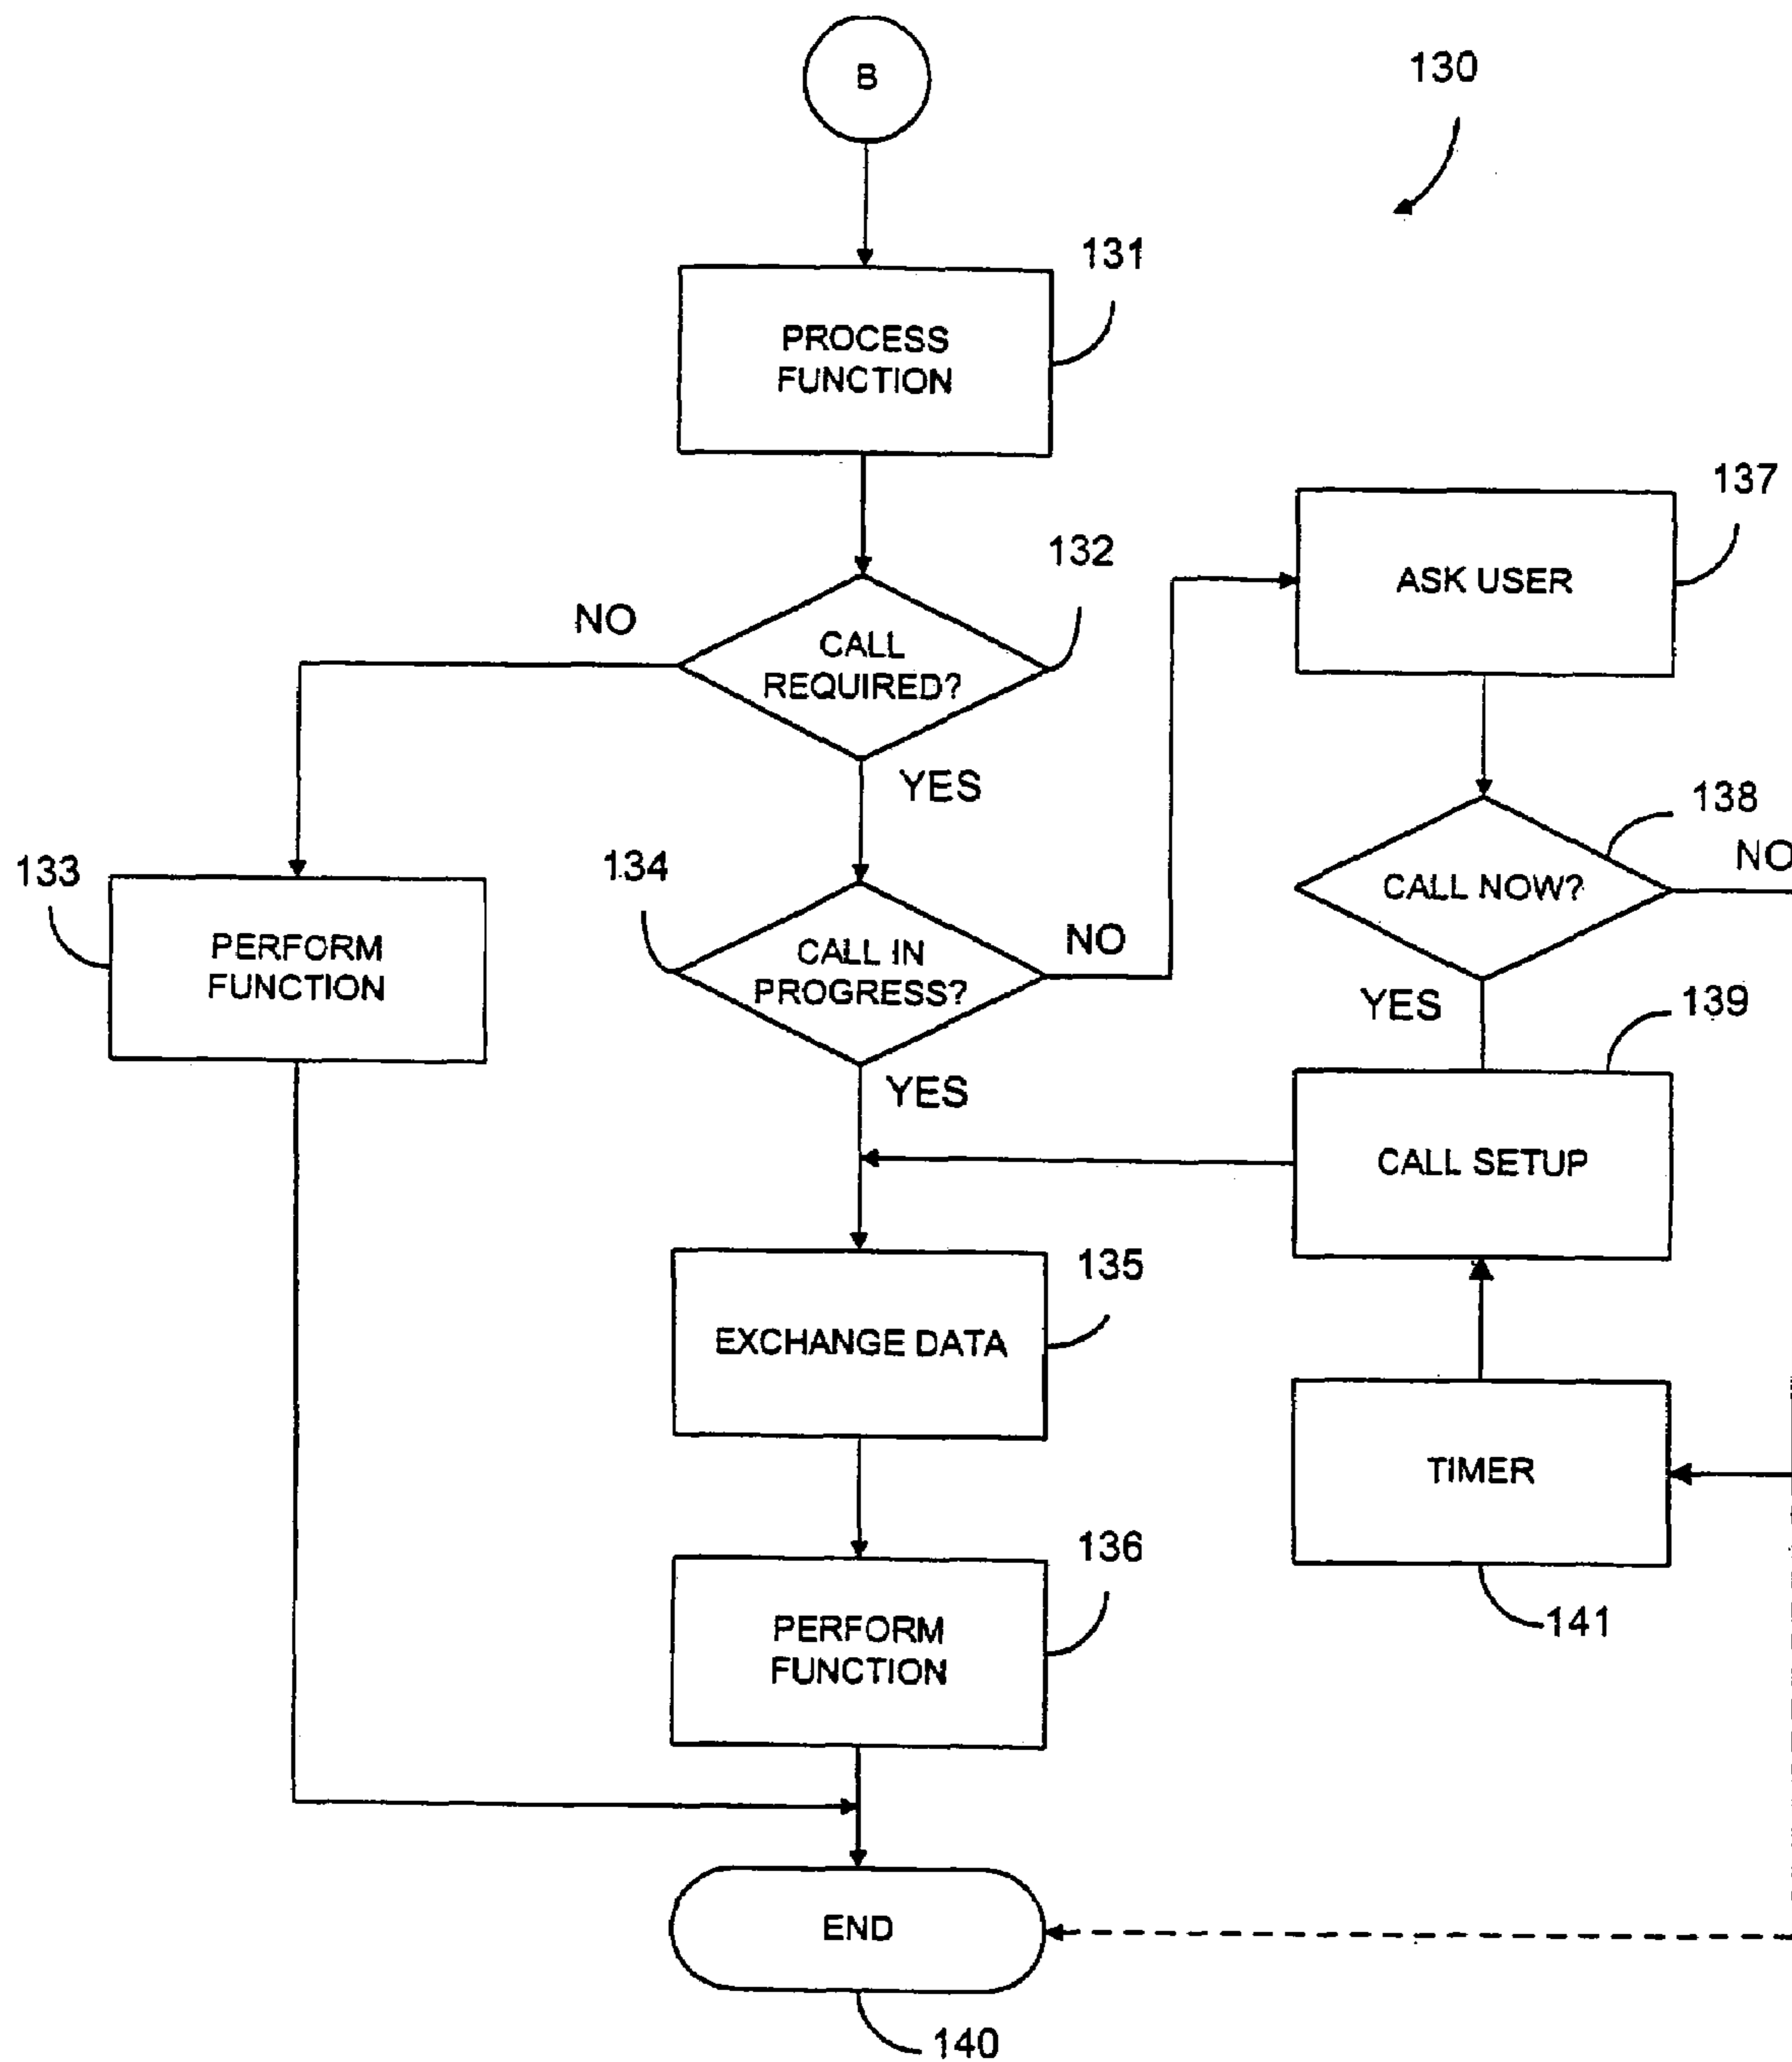 B
130
131
PROCESS
FUNCTION
132
137
ASK USER
NO
CALL
REQUIRED?
YES
138
NO
133
134
CALL NOW?
PERFORM
FUNCTION
CALL IN
PROGRESS?
NO
YES
139
YES
CALL SETUP
135
EXCHANGE DATA
TIMER
136
PERFORM
FUNCTION
141
END
140